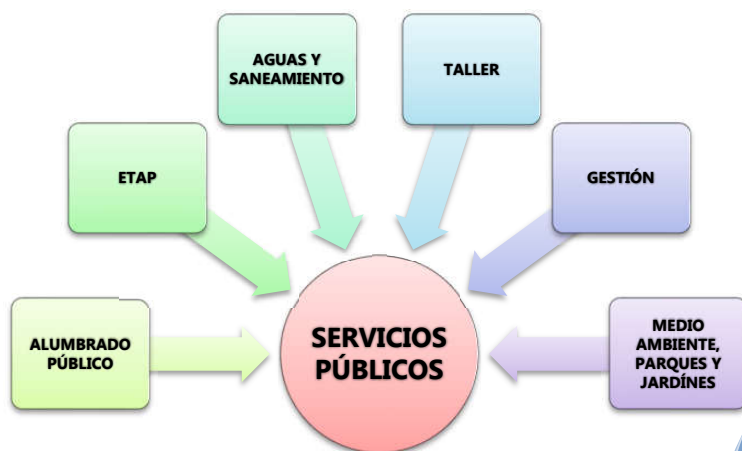 AGUAS Y
SANEAMIENTO
TALLER
ETAP
GESTIÓN
ALUMBRADO
PÚBLICO
SERVICIOS
PÚBLICOS
MEDIO
AMBIENTE,
PARQUES Y
JARDÍNES